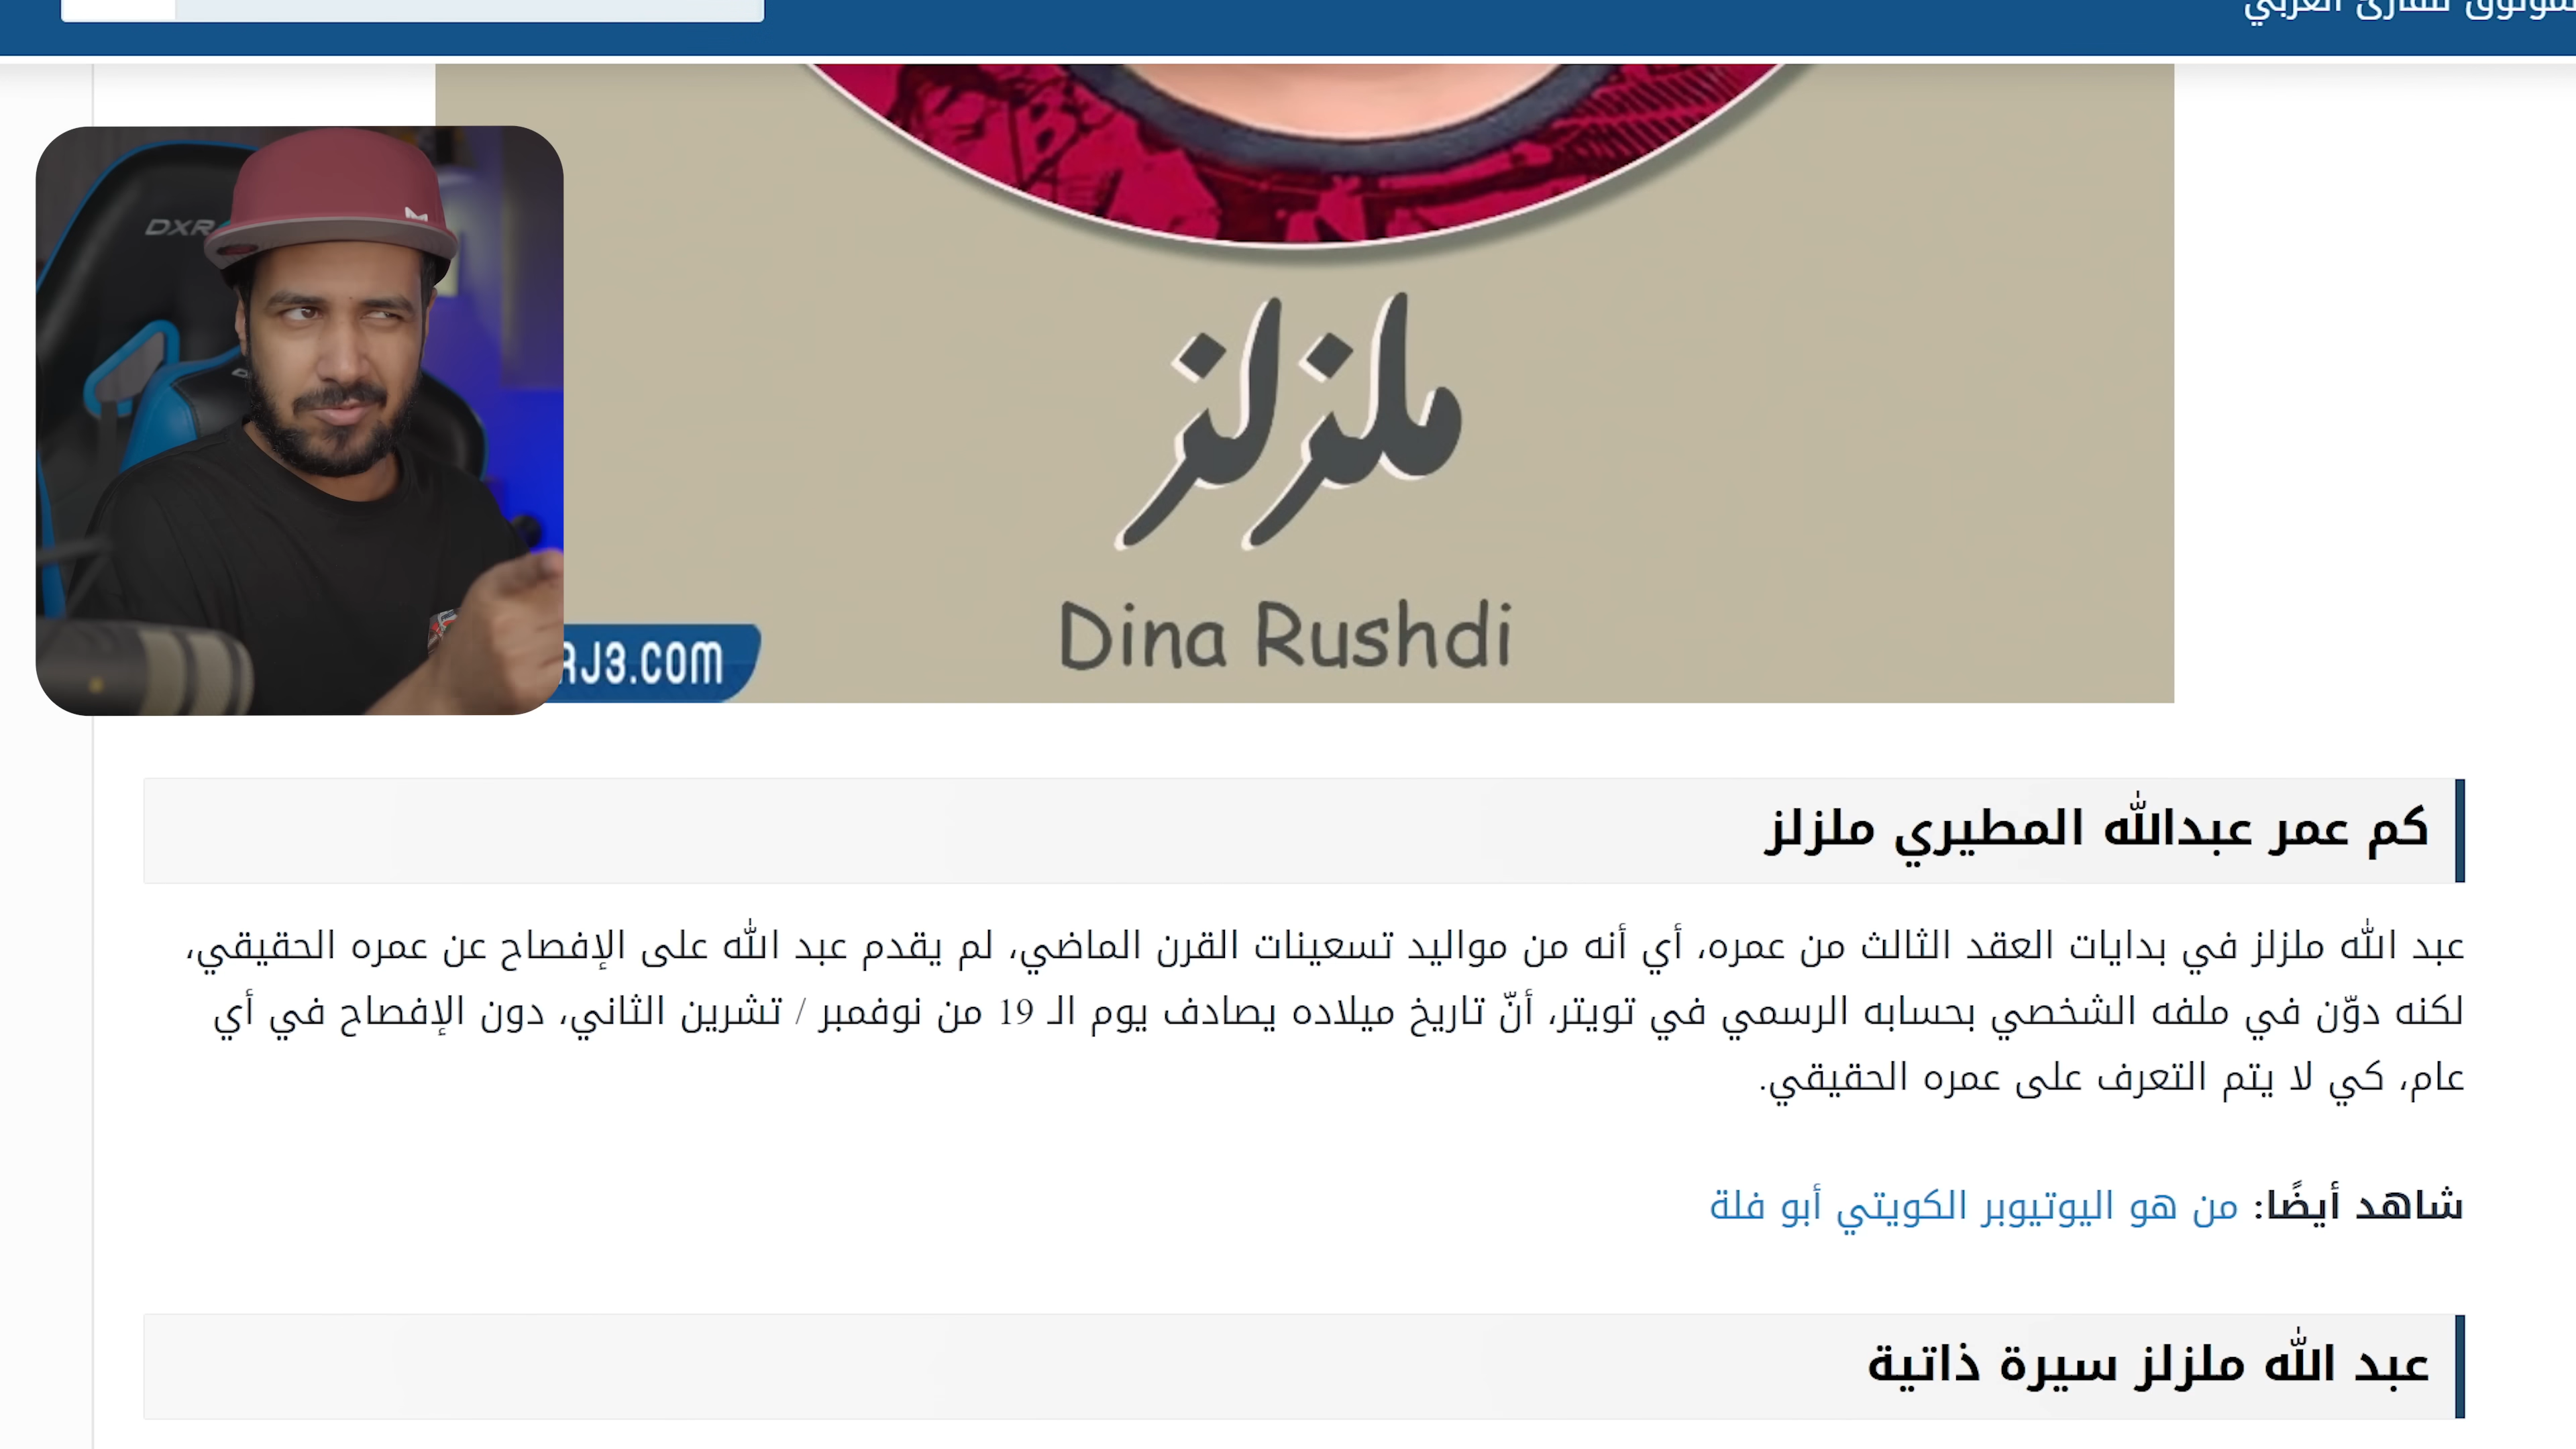 للقارئ العربي
DXR
ملزلز
Dina Rushdi
RJ3.COM
كم عمر عبدالله المطيري ملزلز
عبد الله ملزلز في بدايات العقد الثالث من عمره، أي أنه من مواليد تسعينات القرن الماضي، لم يقدم عبد الله على الإفصاح عن عمره الحقيقي،
لكنه دوّن في ملفه الشخصي بحسابه الرسمي في تويتر، أنّ تاريخ ميلاده يصادف يوم الـ 19 من نوفمبر / تشرين الثاني، دون الإفصاح في أي
عام، كي لا يتم التعرف على عمره الحقيقي.
شاهد أيضًا: من هو اليوتيوبر الكويتي أبو فلة
عبد الله ملزلز سيرة ذاتية